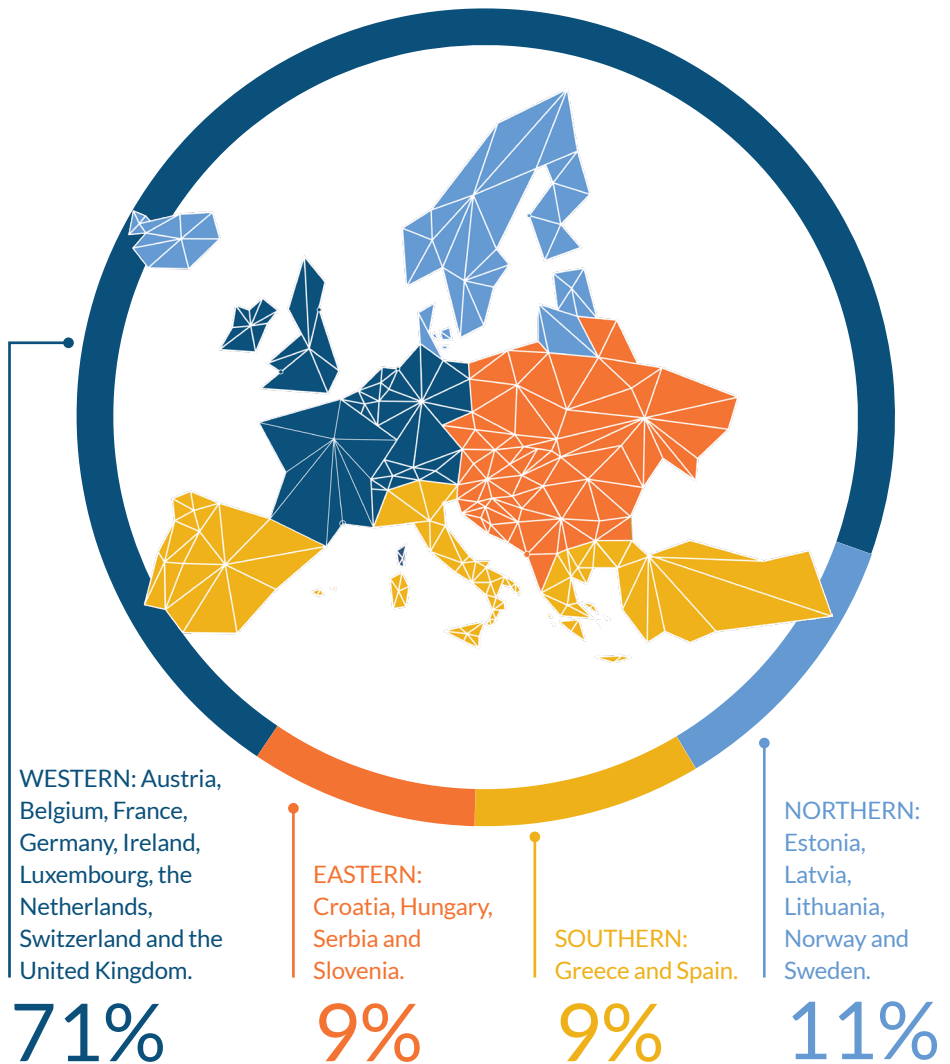 WESTERN: Austria,
Belgium, France,
Germany, Ireland,
Luxembourg, the
Netherlands,
Switzerland and the
United Kingdom.
71%
EASTERN:
Croatia, Hungary,
Serbia and
Slovenia.
9%
SOUTHERN:
Greece and Spain.
9%
NORTHERN:
Estonia,
Latvia,
Lithuania,
Norway and
Sweden.
11%